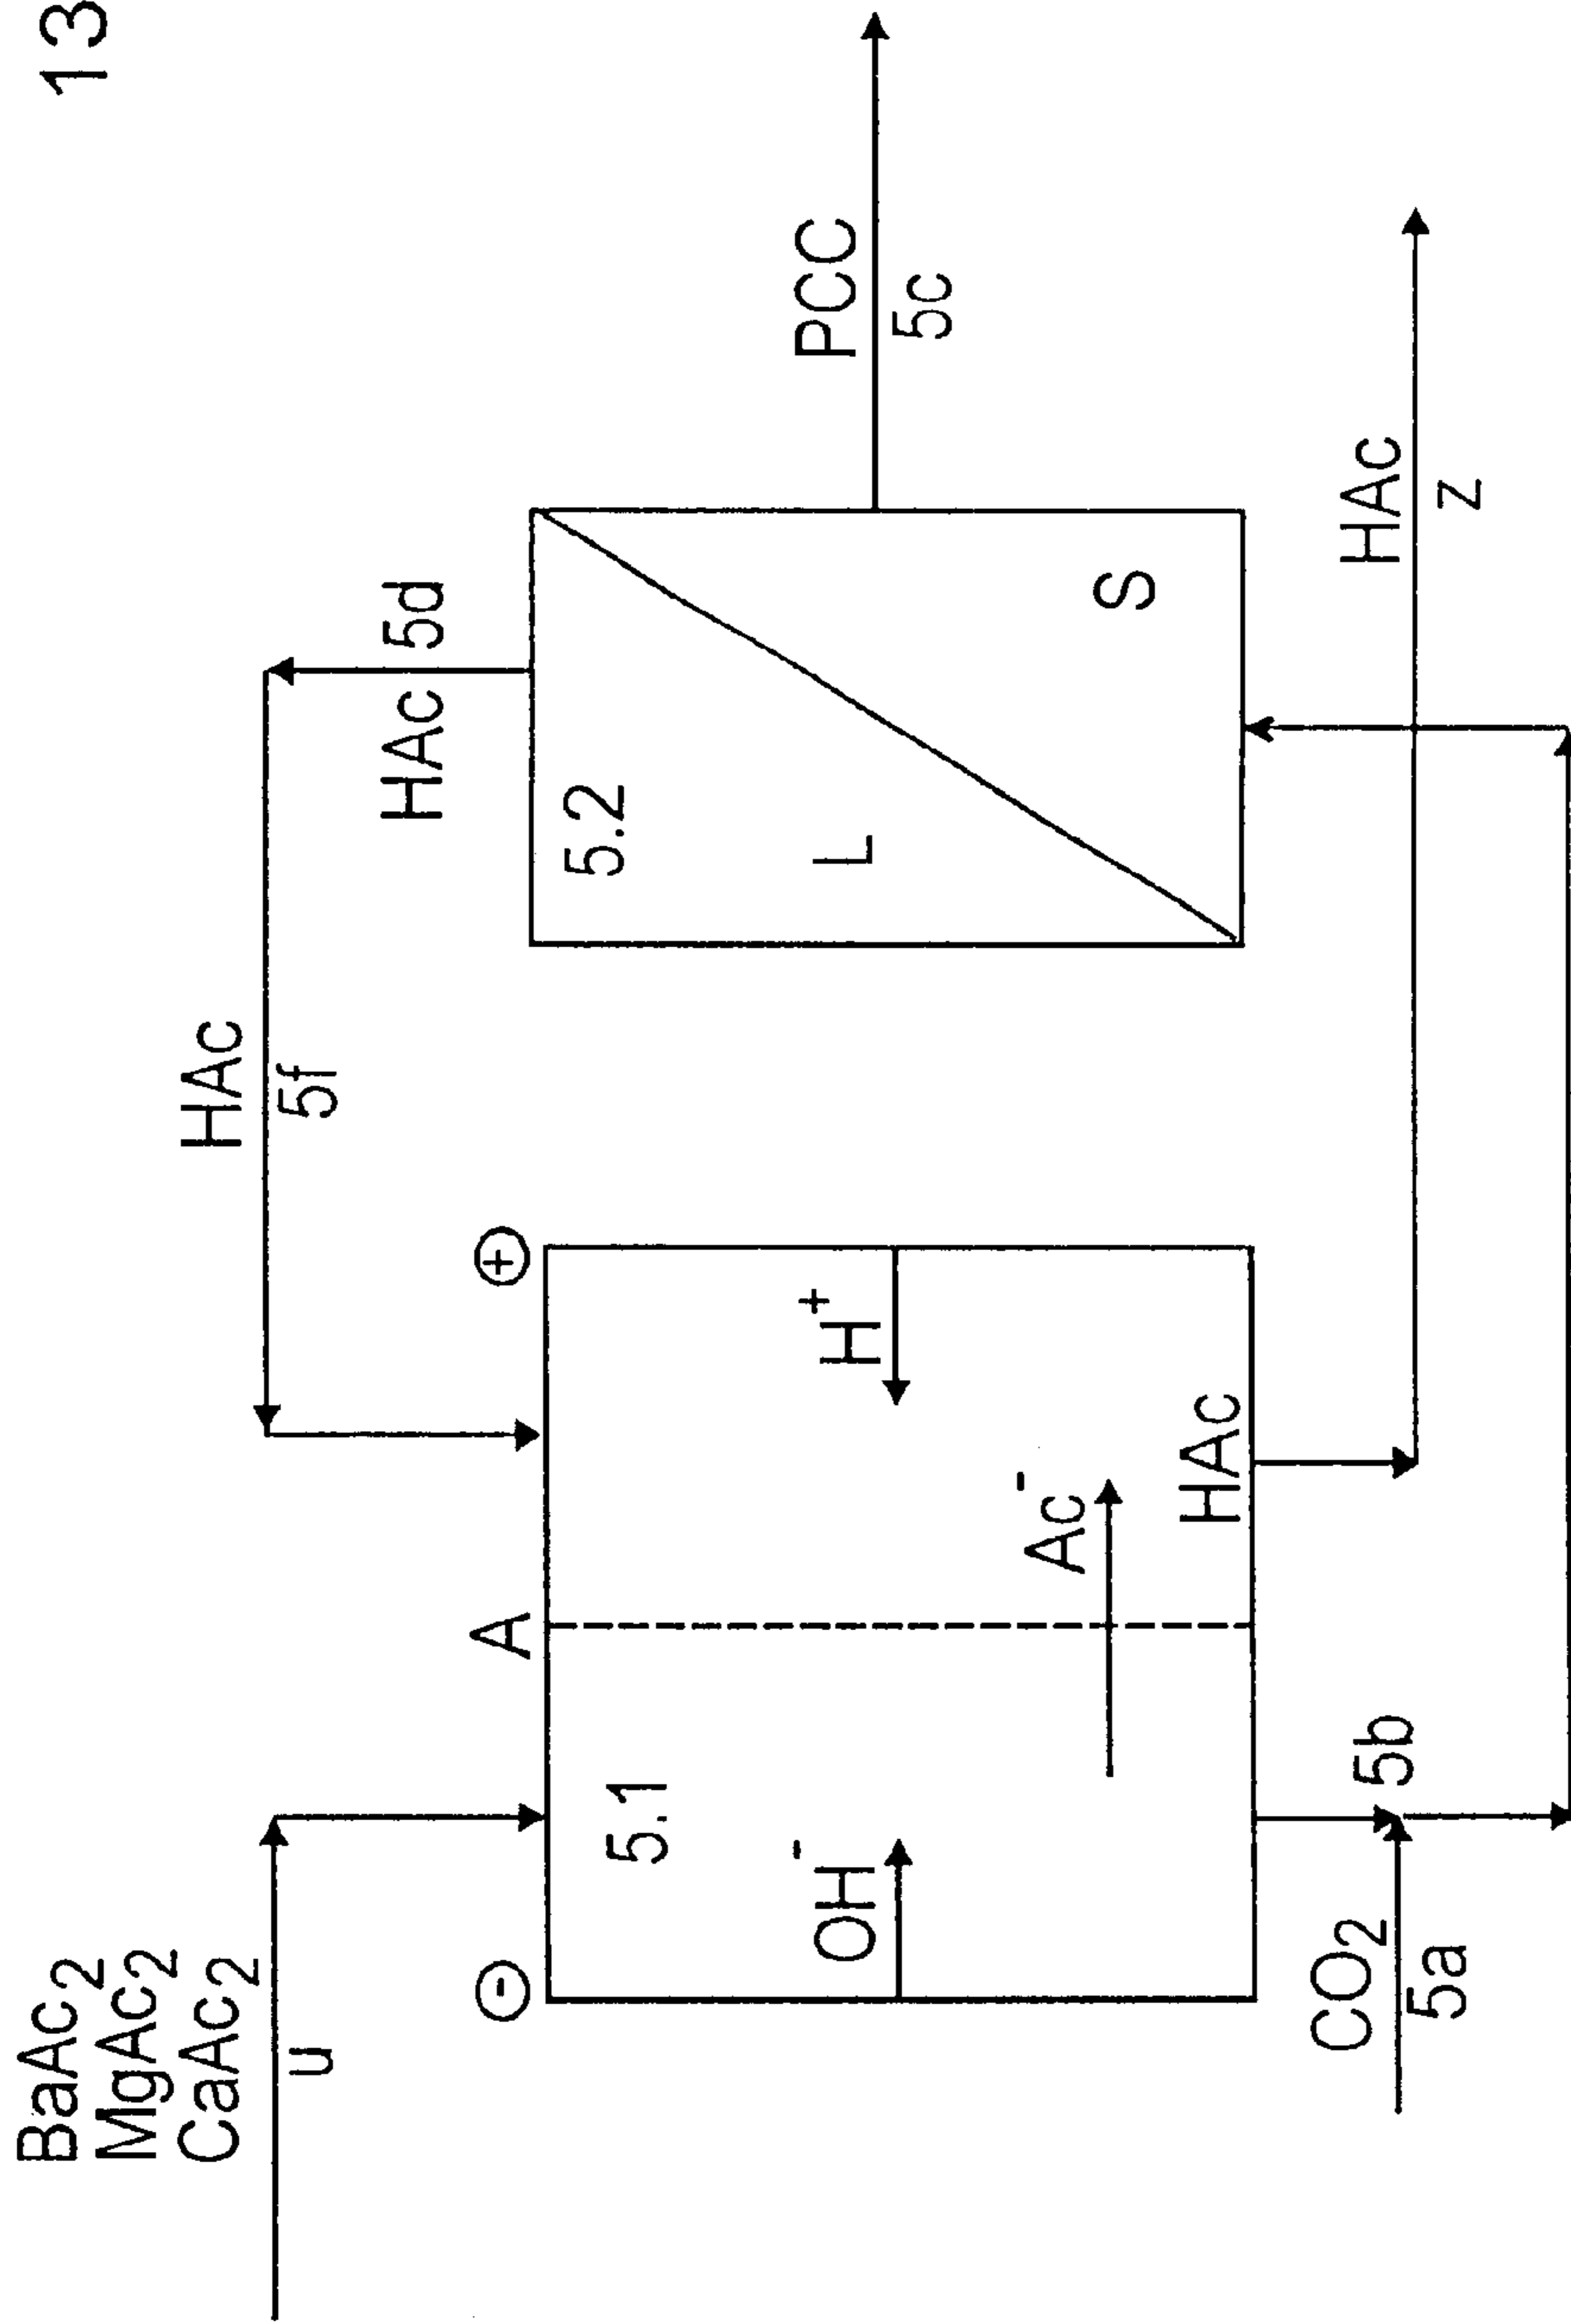 13
BaAc2
MgAc2
CaAc2
u
HAc
5f
HAc 5d
⊖
A
⊕
5.1
5.2
L
S
OH-
H+
Ac-
HAc
PCC
5c
CO2
5a
5b
HAc
z